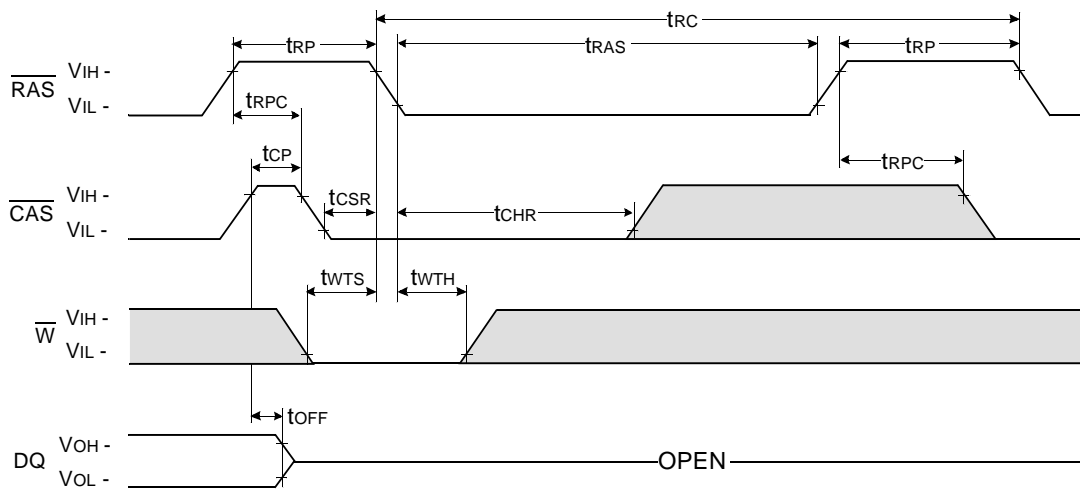 tRC
tRP tRAS tRP
RAS VIH -
VIL -
tRPC
tCP tRPC
CAS VIH -
VIL -
tCSR tCHR
tWTS tWTH
W VIH -
VIL -
tOFF
DQ VOH -
VOL -
OPEN